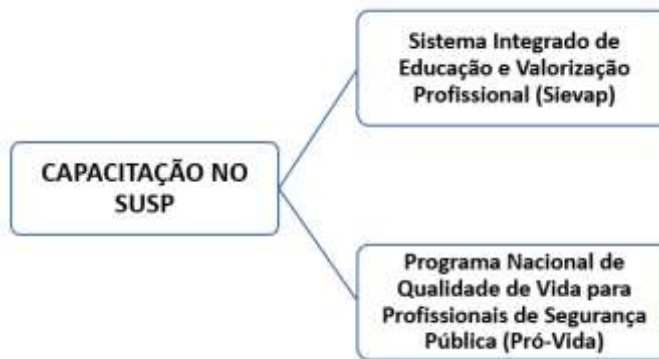 Sistema Integrado de
Educação e Valorização
Profissional (Sievap)
CAPACITAÇÃO NO
SUSP
Programa Nacional de
Qualidade de Vida para
Profissionais de Segurança
Pública (Pró-Vida)